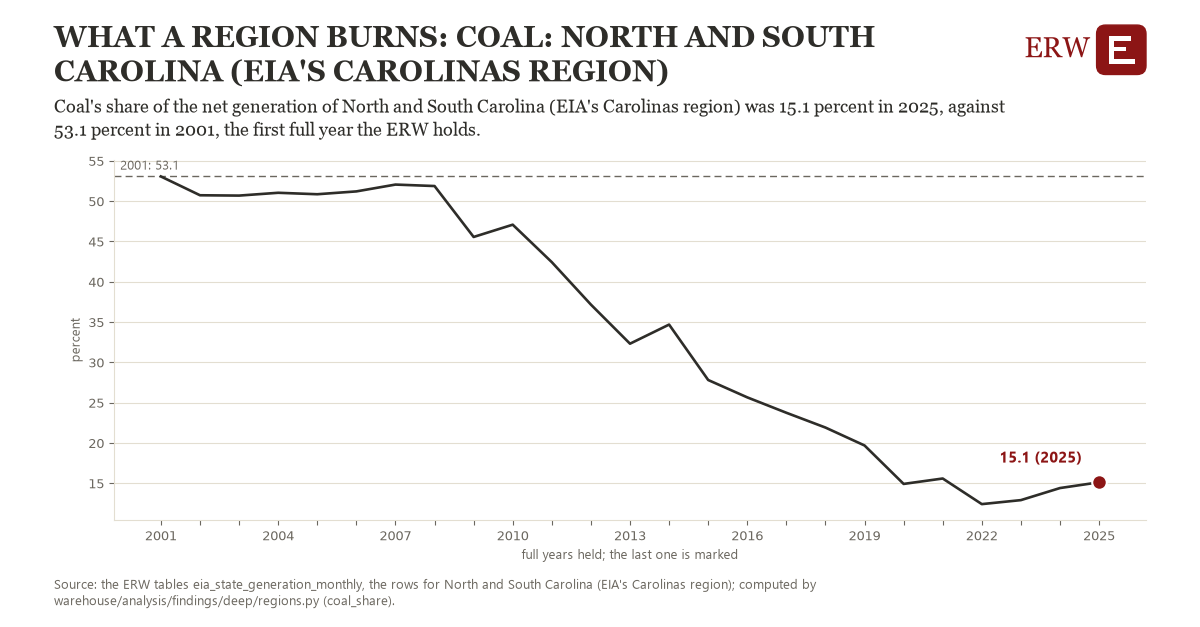 WHAT A REGION BURNS: COAL: NORTH AND SOUTH
CAROLINA (EIA'S CAROLINAS REGION)
ERW E
Coal's share of the net generation of North and South Carolina (EIA's Carolinas region) was 15.1 percent in 2025, against
53.1 percent in 2001, the first full year the ERW holds.
2001: 53.1
55
50
45
40
35
30
25
20
15
percent
15.1 (2025)
2001 2004 2007 2010 2013 2016 2019 2022 2025
full years held; the last one is marked
Source: the ERW tables eia_state_generation_monthly, the rows for North and South Carolina (EIA's Carolinas region); computed by
warehouse/analysis/findings/deep/regions.py (coal_share).